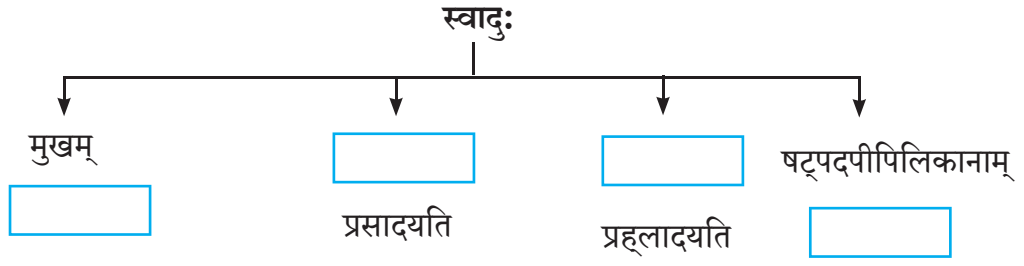 स्वादुः
मुखम्
प्रसादयति
प्रह्लादयति
षट्पदपीपिलिकानाम्